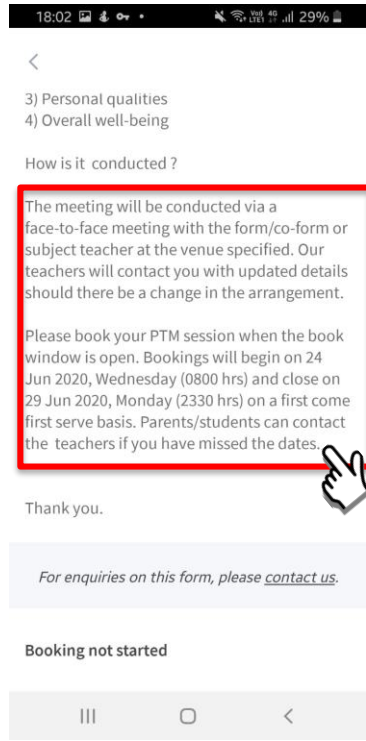 18:02 Voo) 4G LTE1 29%
3) Personal qualities
4) Overall well-being
How is it conducted ?
The meeting will be conducted via a
face-to-face meeting with the form/co-form or
subject teacher at the venue specified. Our
teachers will contact you with updated details
should there be a change in the arrangement.
Please book your PTM session when the book
window is open. Bookings will begin on 24
Jun 2020, Wednesday (0800 hrs) and close on
29 Jun 2020, Monday (2330 hrs) on a first come
first serve basis. Parents/students can contact
the teachers if you have missed the dates.
Thank you.
For enquiries on this form, please contact us.
Booking not started